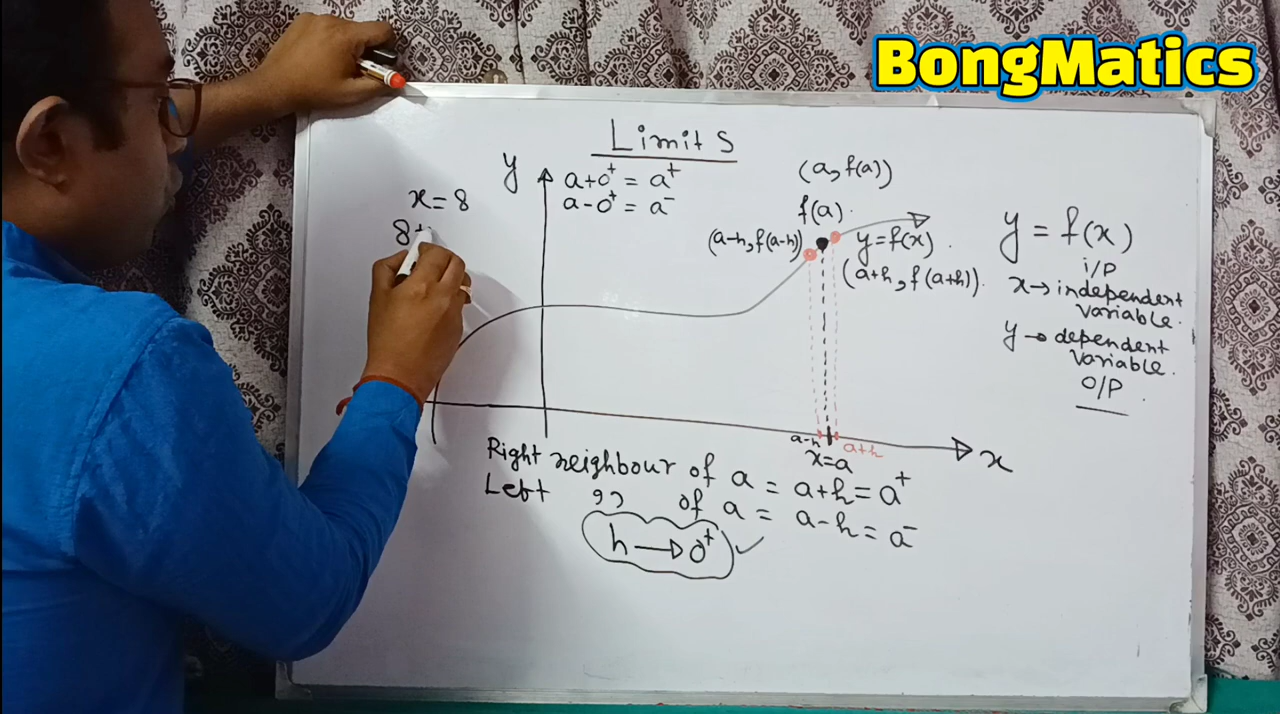 BongMatics
Limits
y
a+0⁺ = a⁺
a-0⁺ = a⁻
x = 8
8+
(a, f(a))
f(a).
(a-h, f(a-h))
y = f(x).
(a+h, f(a+h)).
y = f(x)
i/P
x → independent
variable.
y → dependent
variable.
O/P
a-h
a+h
x=a
x
Right neighbour of a = a+h = a⁺
Left ,, of a = a-h = a⁻
h → 0⁺ ✓